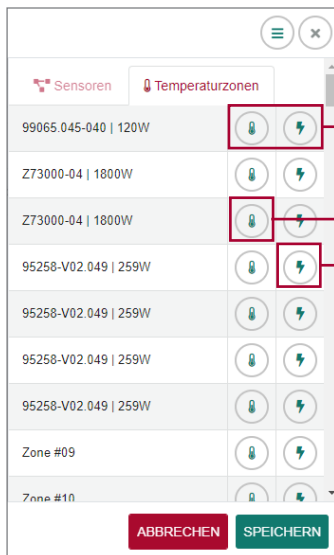 Sensoren Temperaturzonen
99065.045-040 | 120W
Z73000-04 | 1800W
Z73000-04 | 1800W
95258-V02.049 | 259W
95258-V02.049 | 259W
95258-V02.049 | 259W
95258-V02.049 | 259W
Zone #09
Zone #10
ABBRECHEN SPEICHERN